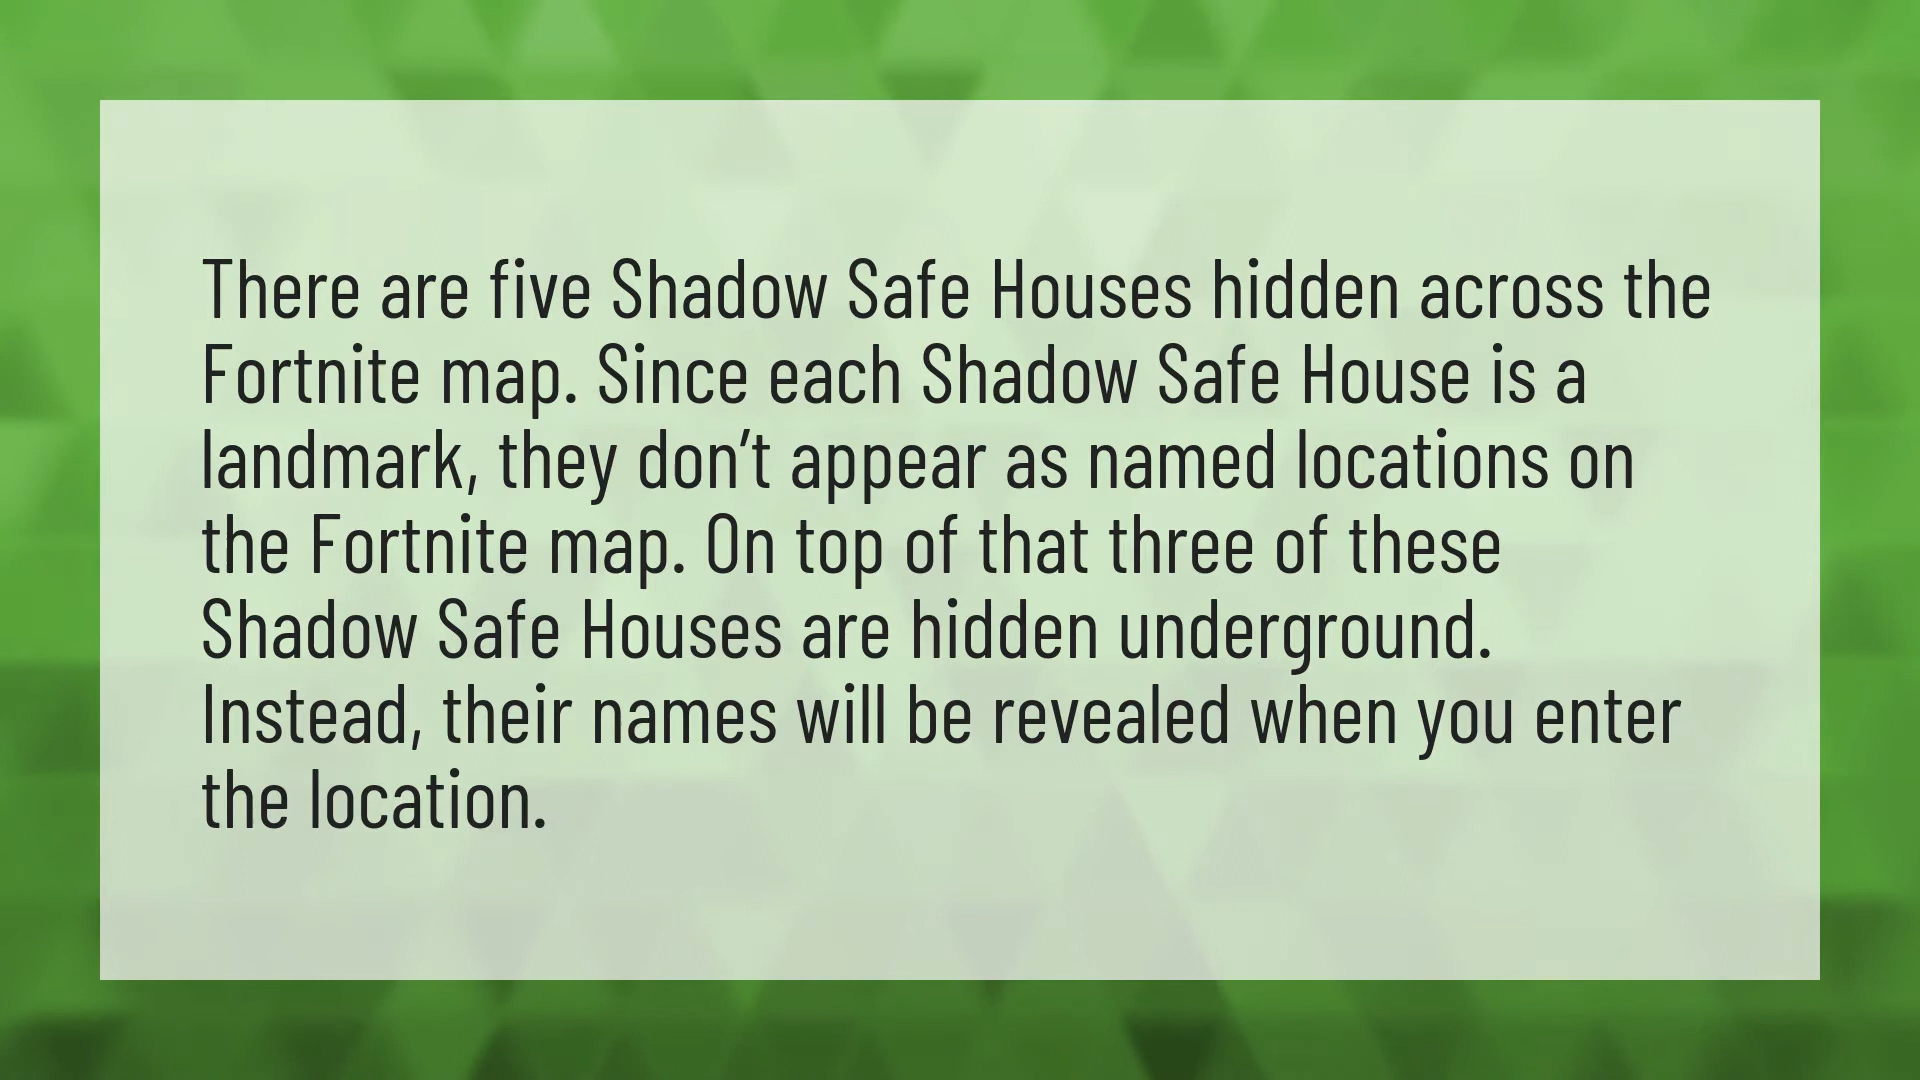 There are five Shadow Safe Houses hidden across the
Fortnite map. Since each Shadow Safe House is a
landmark, they don’t appear as named locations on
the Fortnite map. On top of that three of these
Shadow Safe Houses are hidden underground.
Instead, their names will be revealed when you enter
the location.